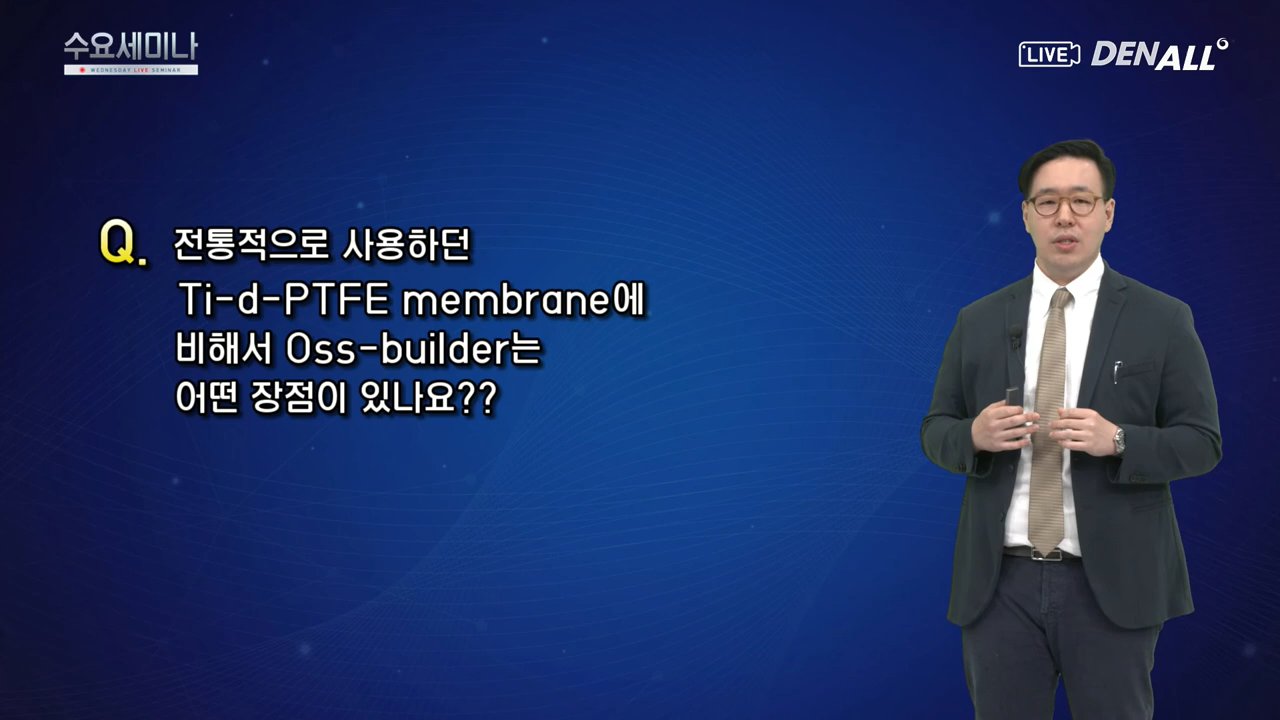 수요세미나
WEDNESDAY LIVE SEMINAR
LIVE DENALL
Q. 전통적으로 사용하던
Ti-d-PTFE membrane에
비해서 Oss-builder는
어떤 장점이 있나요??